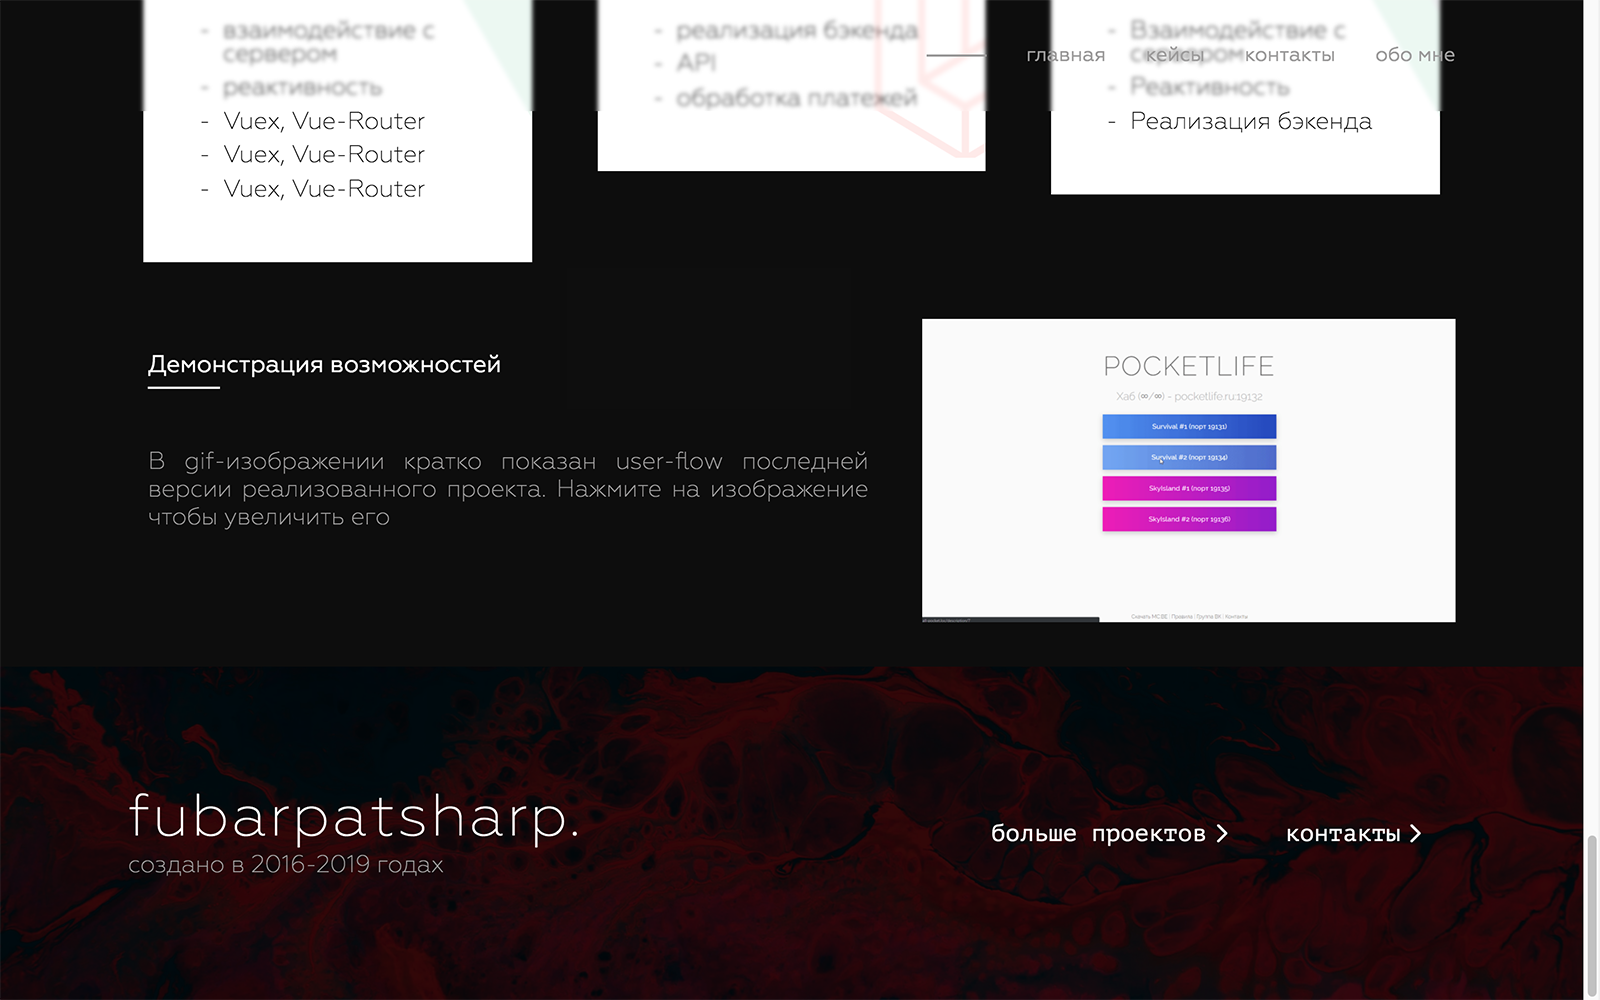 главная кейсы контакты обо мне
- взаимодействие с
сервером
- реактивность
- Vuex, Vue-Router
- Vuex, Vue-Router
- Vuex, Vue-Router
- реализация бэкенда
- API
- обработка платежей
- Взаимодействие с
сервером
- Реактивность
- Реализация бэкенда
Демонстрация возможностей
В gif-изображении кратко показан user-flow последней
версии реализованного проекта. Нажмите на изображение
чтобы увеличить его
POCKETLIFE
Хаб (∞/∞) - pocketlife.ru:19132
Survival #1 (порт 19131)
Survival #2 (порт 19134)
SkyIsland #1 (порт 19135)
SkyIsland #2 (порт 19136)
Скачать MC:BE | Правила | Группа ВК | Контакты
fubarpatsharp.
создано в 2016-2019 годах
больше проектов
контакты